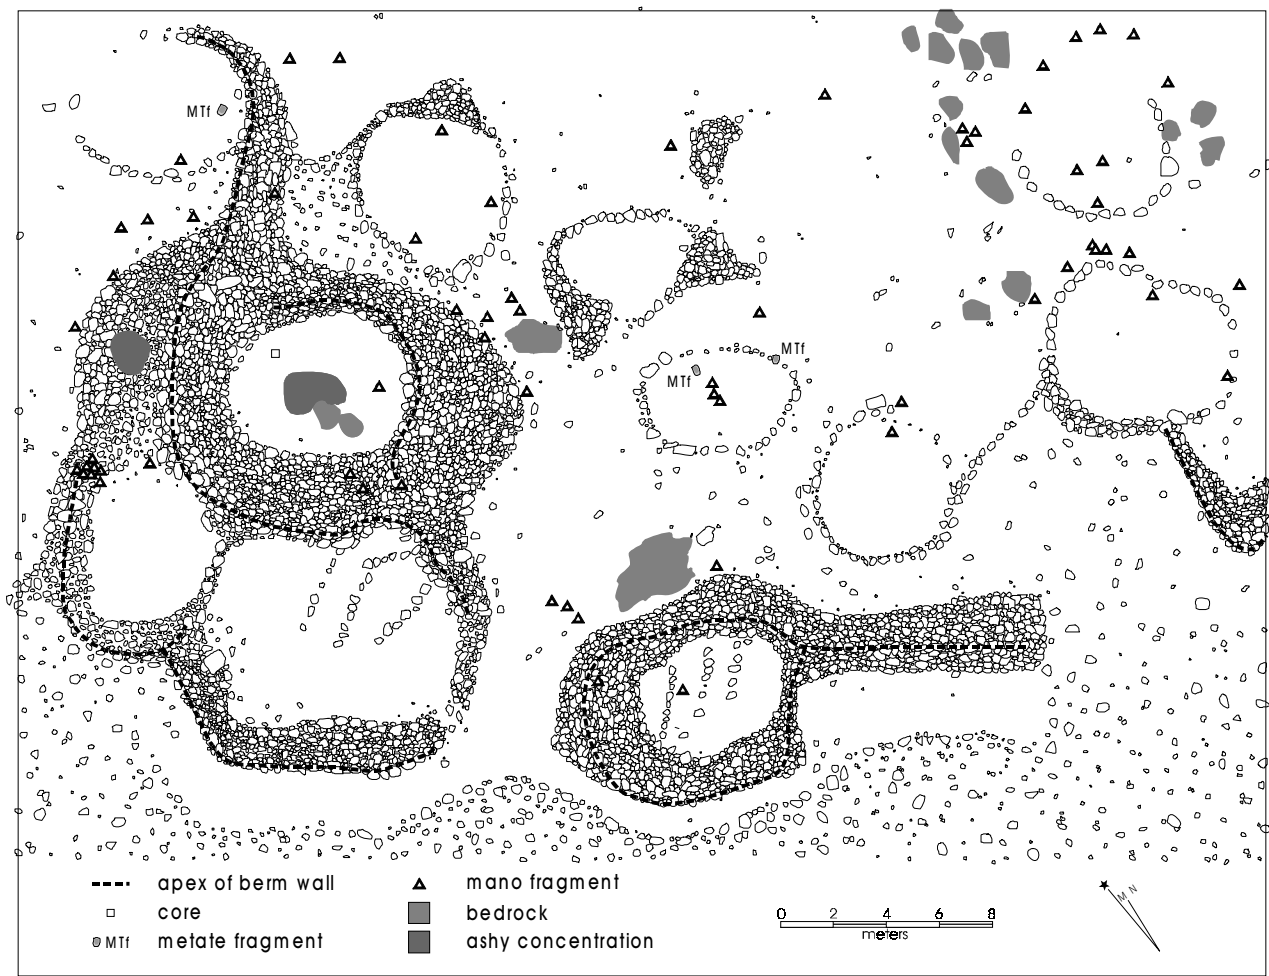 MTf
MTf
MTf
apex of berm wall
mano fragment
core
bedrock
MTf metate fragment
ashy concentration
0 2 4 6 8
meters
M N